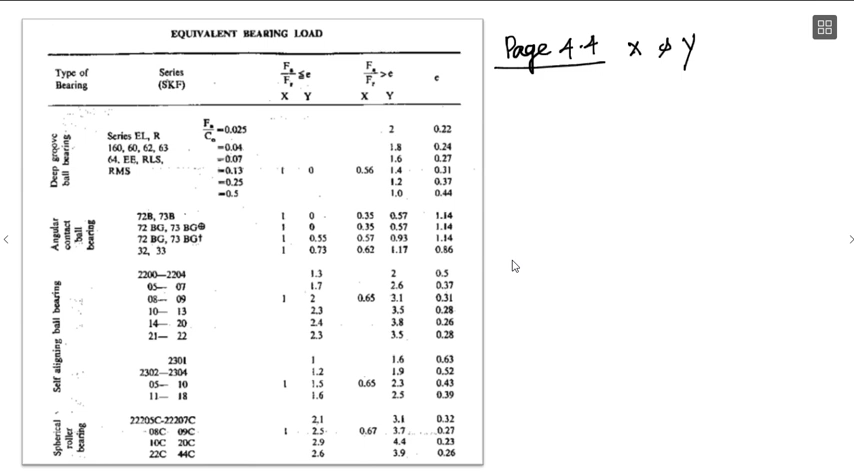 EQUIVALENT BEARING LOAD
Page 4.4 X & Y
Type of Bearing Series (SKF) Fa/Fr ≤e Fa/Fr >e e
X Y X Y
Deep groove ball bearing
Series EL, R Fa/Co =0.025 2 0.22
160, 60, 62, 63 =0.04 1.8 0.24
64, EE, RLS, =0.07 1.6 0.27
RMS =0.13 1 0 0.56 1.4 0.31
=0.25 1.2 0.37
=0.5 1.0 0.44
Angular contact ball bearing
72B, 73B 1 0 0.35 0.57 1.14
72 BG, 73 BG⊕ 1 0 0.35 0.57 1.14
72 BG, 73 BG† 1 0.55 0.57 0.93 1.14
32, 33 1 0.73 0.62 1.17 0.86
Self aligning ball bearing
2200—2204 1.3 2 0.5
05— 07 1.7 2.6 0.37
08— 09 1 2 0.65 3.1 0.31
10— 13 2.3 3.5 0.28
14— 20 2.4 3.8 0.26
21— 22 2.3 3.5 0.28
2301 1 1.6 0.63
2302—2304 1.2 1.9 0.52
05— 10 1 1.5 0.65 2.3 0.43
11— 18 1.6 2.5 0.39
Spherical roller bearing
22205C-22207C 2.1 3.1 0.32
08C 09C 1 2.5 0.67 3.7 0.27
10C 20C 2.9 4.4 0.23
22C 44C 2.6 3.9 0.26